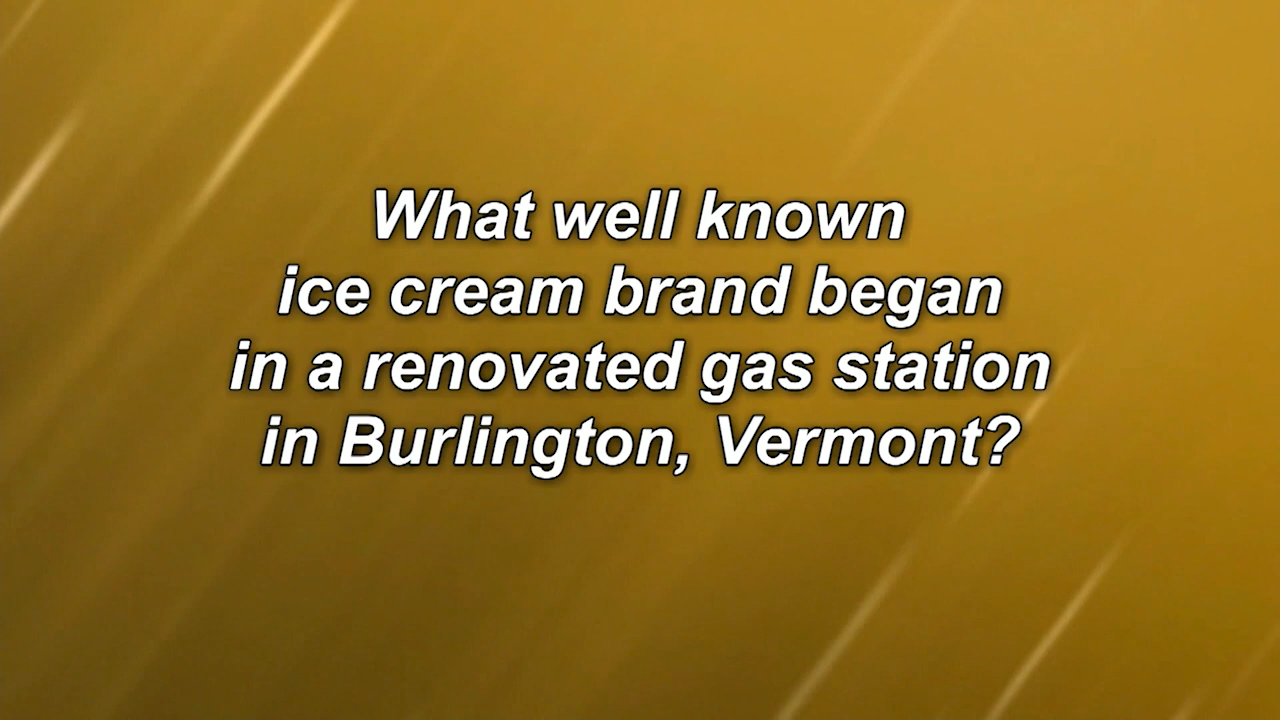 What well known
ice cream brand began
in a renovated gas station
in Burlington, Vermont?